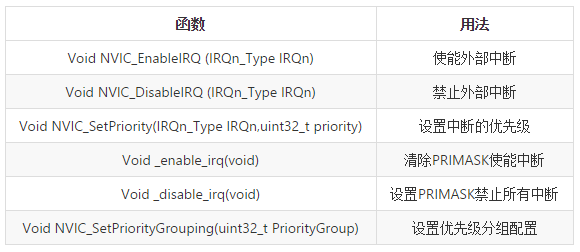 函数 用法
Void NVIC_EnableIRQ (IRQn_Type IRQn) 使能外部中断
Void NVIC_DisableIRQ (IRQn_Type IRQn) 禁止外部中断
Void NVIC_SetPriority(IRQn_Type IRQn,uint32_t priority) 设置中断的优先级
Void _enable_irq(void) 清除PRIMASK使能中断
Void _disable_irq(void) 设置PRIMASK禁止所有中断
Void NVIC_SetPriorityGrouping(uint32_t PriorityGroup) 设置优先级分组配置